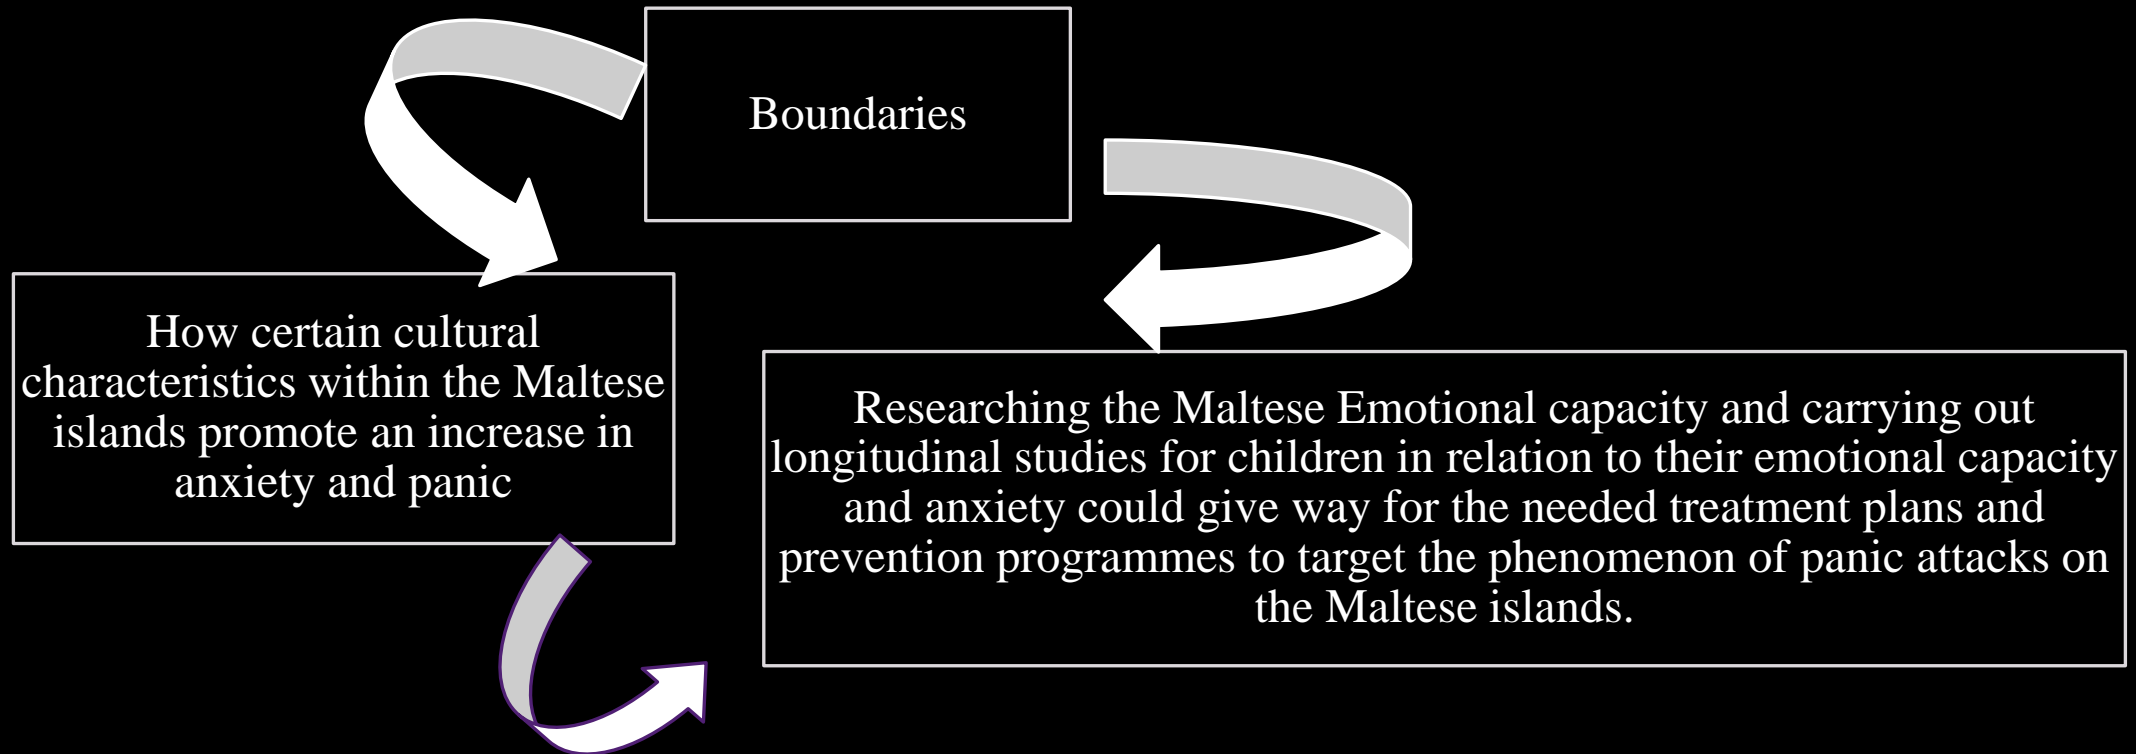 Boundaries
How certain cultural
characteristics within the Maltese
islands promote an increase in
anxiety and panic
Researching the Maltese Emotional capacity and carrying out
longitudinal studies for children in relation to their emotional capacity
and anxiety could give way for the needed treatment plans and
prevention programmes to target the phenomenon of panic attacks on
the Maltese islands.